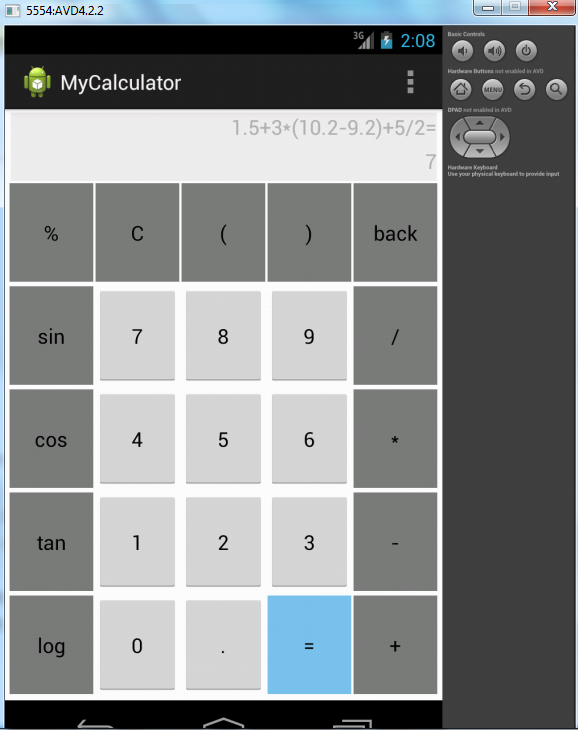 5554:AVD4.2.2
3G 2:08
MyCalculator
1.5+3*(10.2-9.2)+5/2=
7
% C ( ) back
sin 7 8 9 /
cos 4 5 6 *
tan 1 2 3 -
log 0 . = +
Basic Controls
Hardware Buttons not enabled in AVD
MENU
DPAD not enabled in AVD
Hardware Keyboard
Use your physical keyboard to provide input